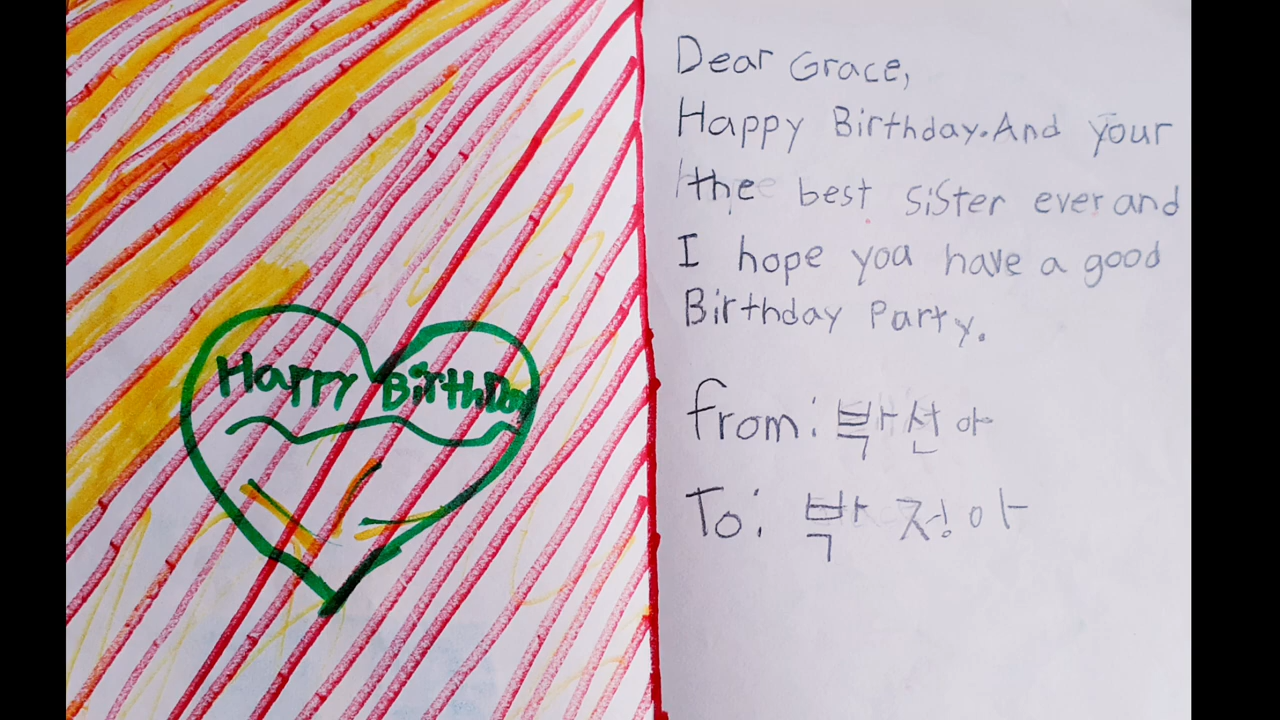 Happy Birthday
Dear Grace,
Happy Birthday. And your
the best sister ever and
I hope you have a good
Birthday Party.
from: 박선아
To: 박정아